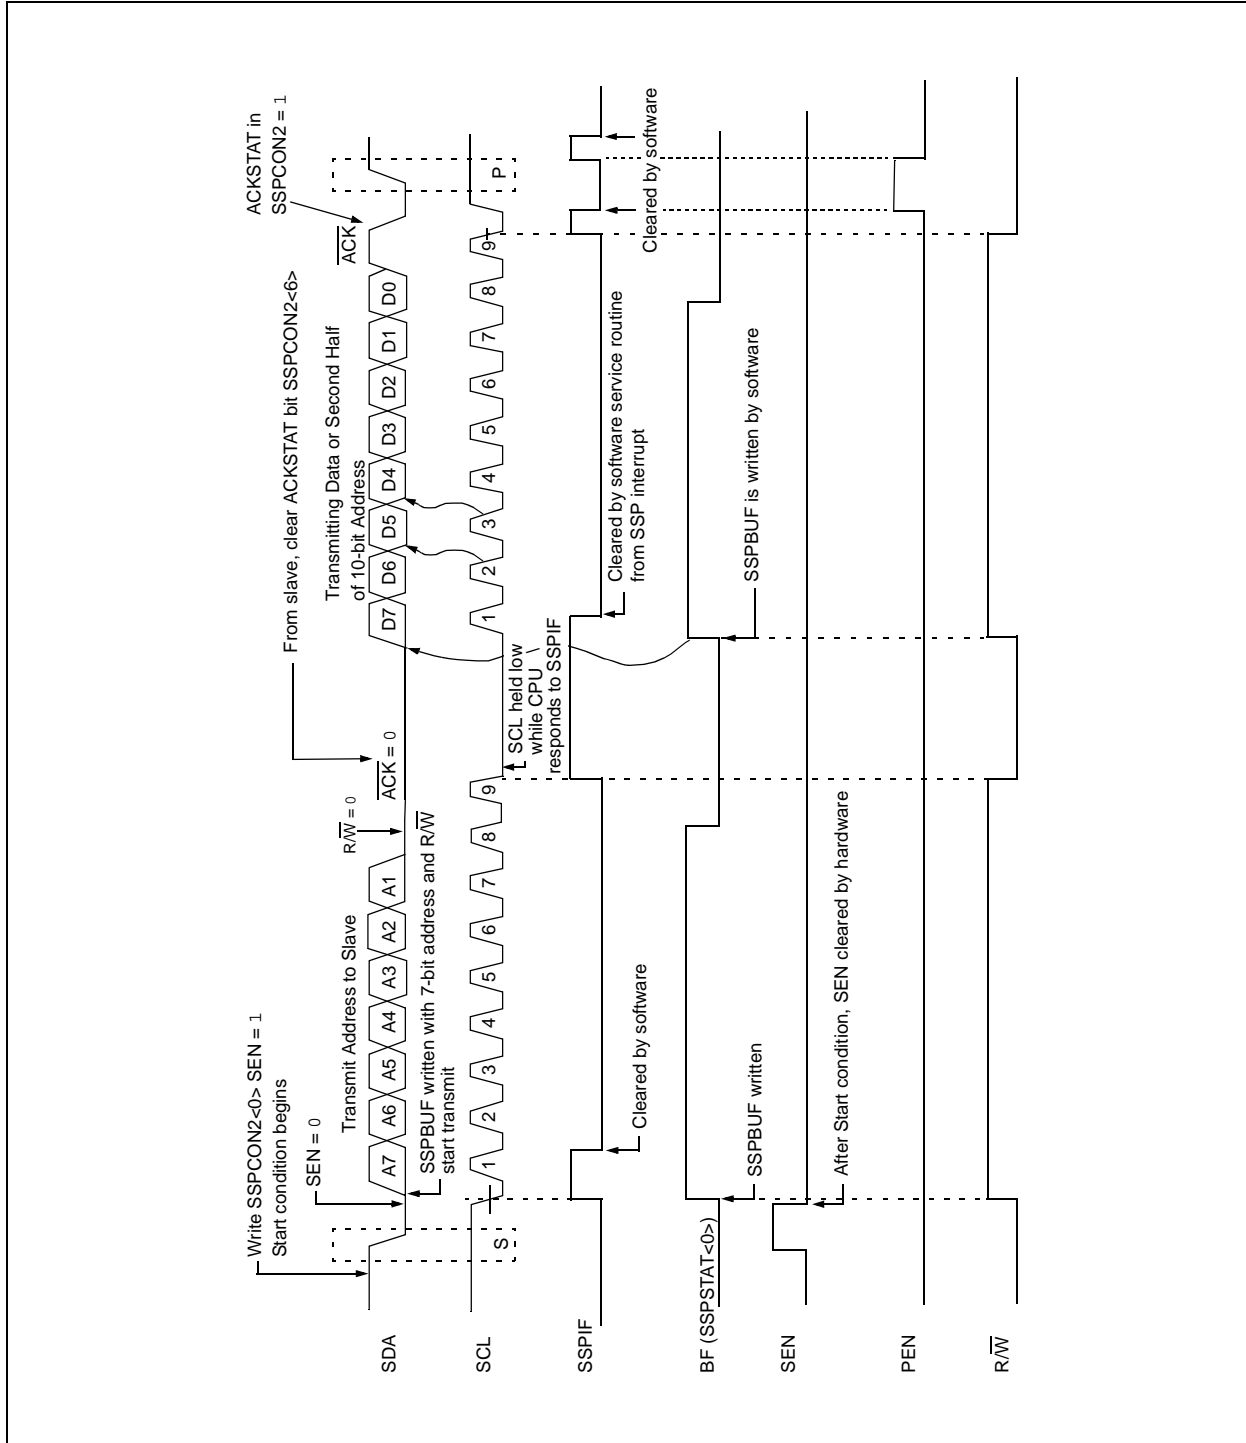 Write SSPCON2<0> SEN = 1
Start condition begins
From slave, clear ACKSTAT bit SSPCON2<6>
ACKSTAT in
SSPCON2 = 1
SEN = 0
Transmit Address to Slave
R/W = 0
Transmitting Data or Second Half
of 10-bit Address
SDA
A7 A6 A5 A4 A3 A2 A1
ACK = 0
D7 D6 D5 D4 D3 D2 D1 D0
ACK
SSPBUF written with 7-bit address and R/W
start transmit
SCL
S
1 2 3 4 5 6 7 8 9
1 2 3 4 5 6 7 8 9
P
SCL held low
while CPU
responds to SSPIF
SSPIF
Cleared by software
Cleared by software service routine
from SSP interrupt
Cleared by software
BF (SSPSTAT<0>)
SSPBUF written
SSPBUF is written by software
SEN
After Start condition, SEN cleared by hardware
PEN
R/W